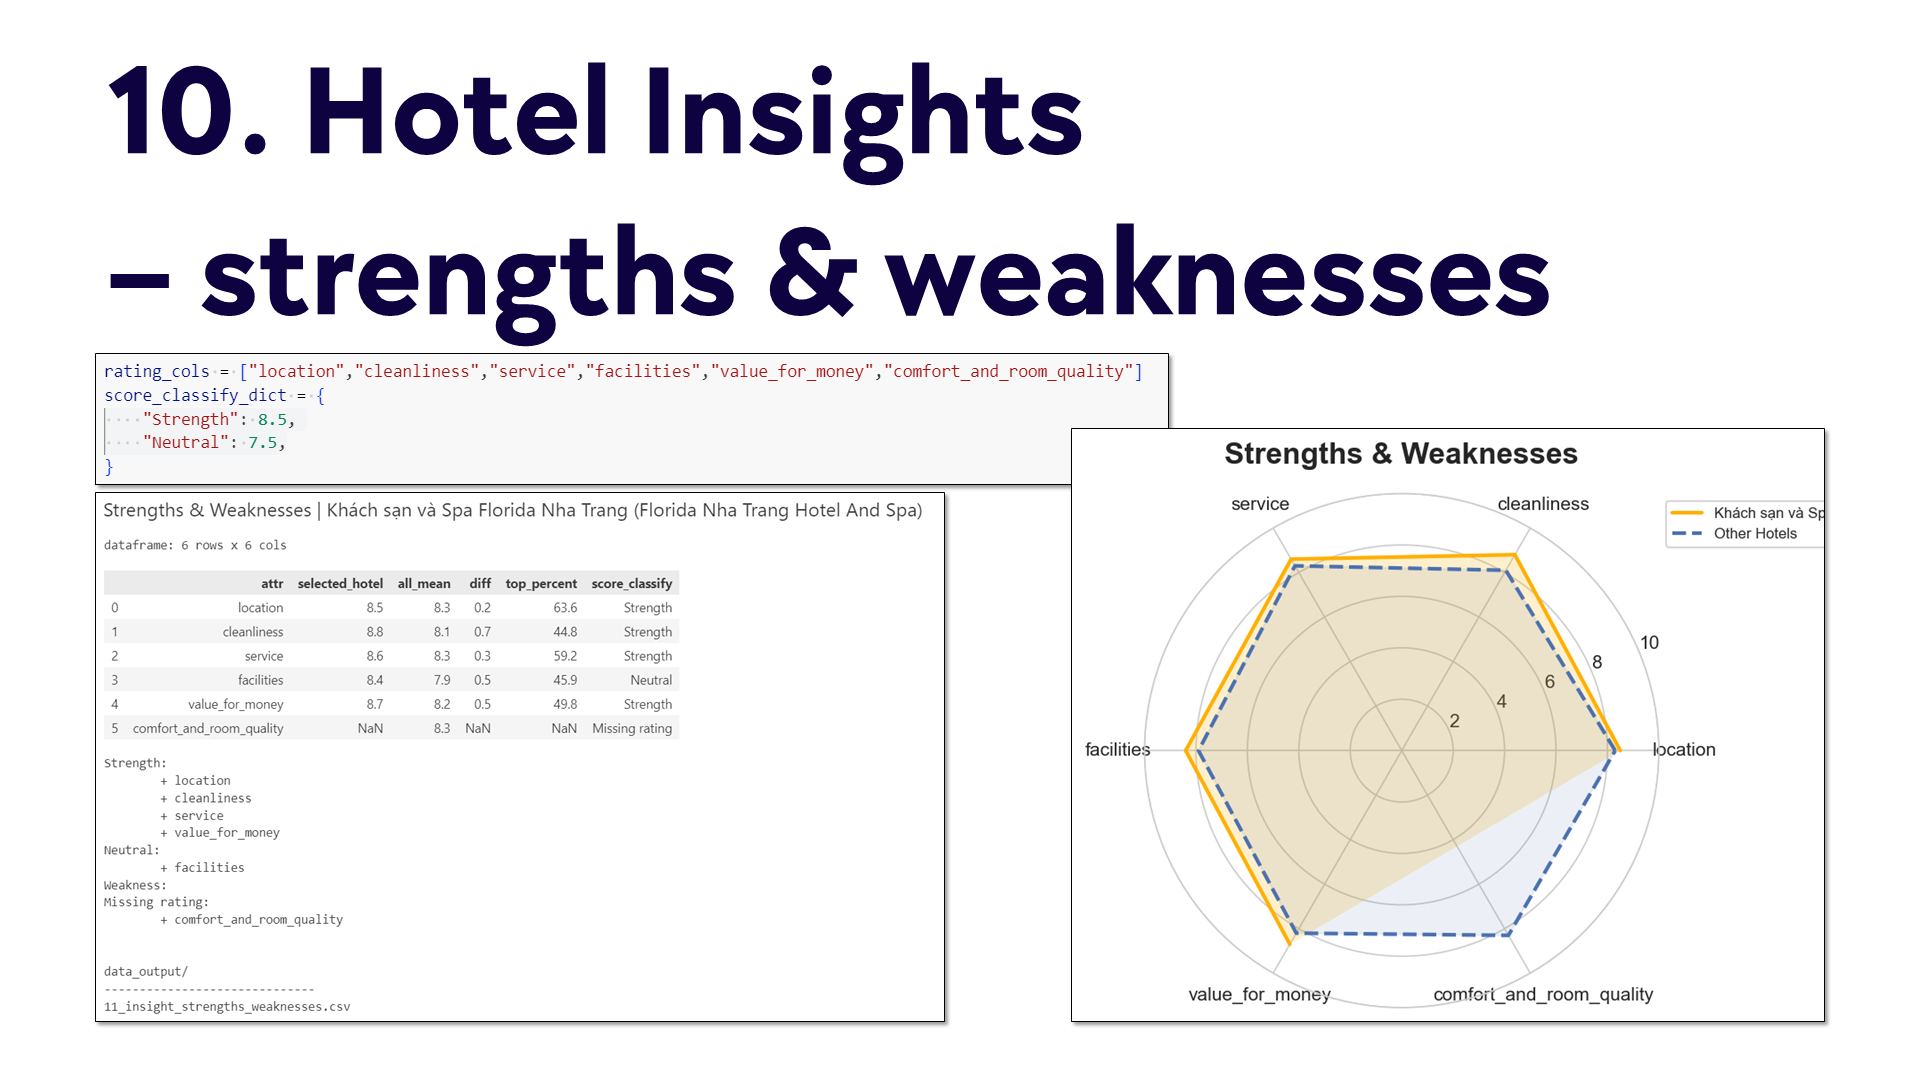 10. Hotel Insights
– strengths & weaknesses
rating_cols = ["location","cleanliness","service","facilities","value_for_money","comfort_and_room_quality"]
score_classify_dict = {
    "Strength": 8.5,
    "Neutral": 7.5,
}
Strengths & Weaknesses | Khách sạn và Spa Florida Nha Trang (Florida Nha Trang Hotel And Spa)
dataframe: 6 rows x 6 cols
attr selected_hotel all_mean diff top_percent score_classify
0 location 8.5 8.3 0.2 63.6 Strength
1 cleanliness 8.8 8.1 0.7 44.8 Strength
2 service 8.6 8.3 0.3 59.2 Strength
3 facilities 8.4 7.9 0.5 45.9 Neutral
4 value_for_money 8.7 8.2 0.5 49.8 Strength
5 comfort_and_room_quality NaN 8.3 NaN NaN Missing rating
Strength:
+ location
+ cleanliness
+ service
+ value_for_money
Neutral:
+ facilities
Weakness:
Missing rating:
+ comfort_and_room_quality
data_output/
------------------------------
11_insight_strengths_weaknesses.csv
Strengths & Weaknesses
service
cleanliness
Khách sạn và Sp
Other Hotels
10
8
6
4
2
facilities
location
value_for_money
comfort_and_room_quality